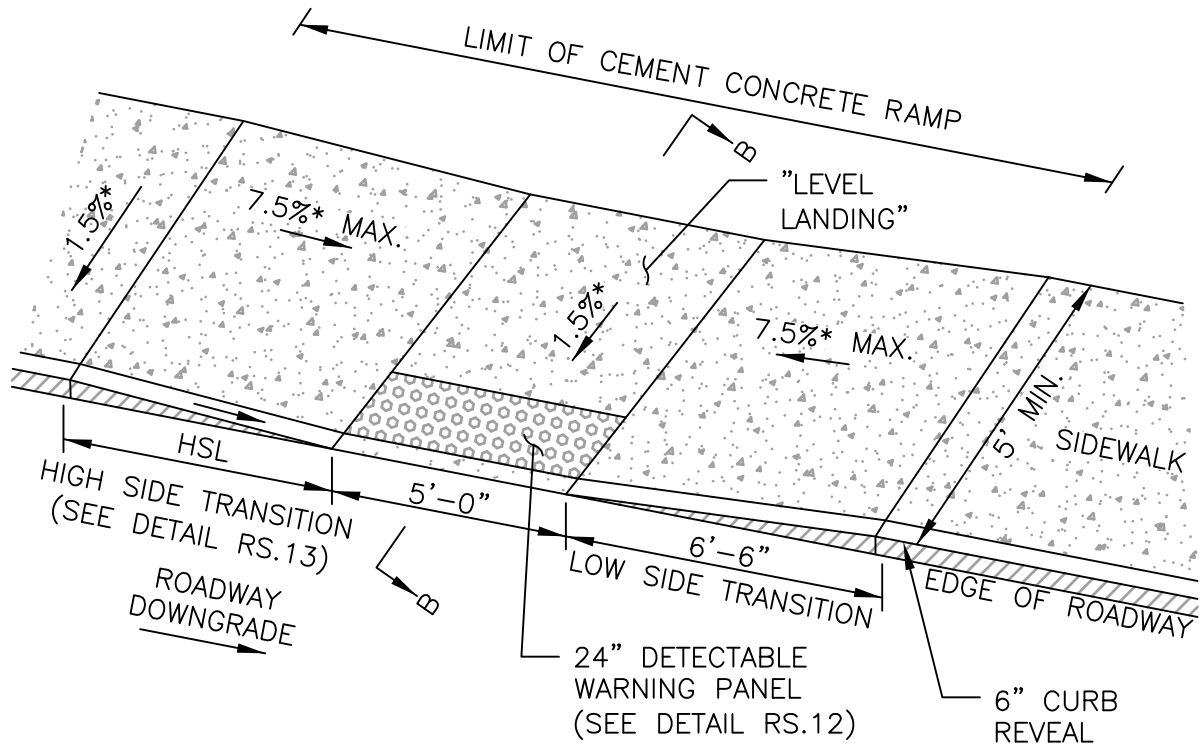 LIMIT OF CEMENT CONCRETE RAMP
B
"LEVEL
LANDING"
1.5%*
7.5%* MAX.
1.5%*
7.5%* MAX.
5' MIN.
SIDEWALK
HSL
HIGH SIDE TRANSITION
(SEE DETAIL RS.13)
5'-0"
6'-6"
LOW SIDE TRANSITION
EDGE OF ROADWAY
B
ROADWAY
DOWNGRADE
24" DETECTABLE
WARNING PANEL
(SEE DETAIL RS.12)
6" CURB
REVEAL